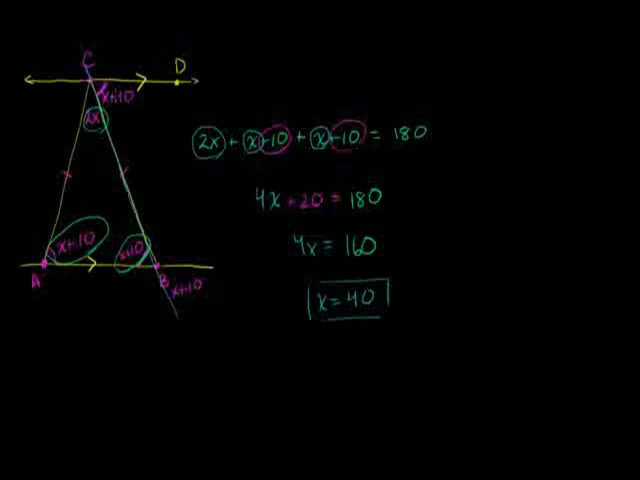 C
D
x+10
2x
2x + x+10 + x+10 = 180
4x +20 = 180
x+10
x+10
4x = 160
A
B
x+10
x = 40